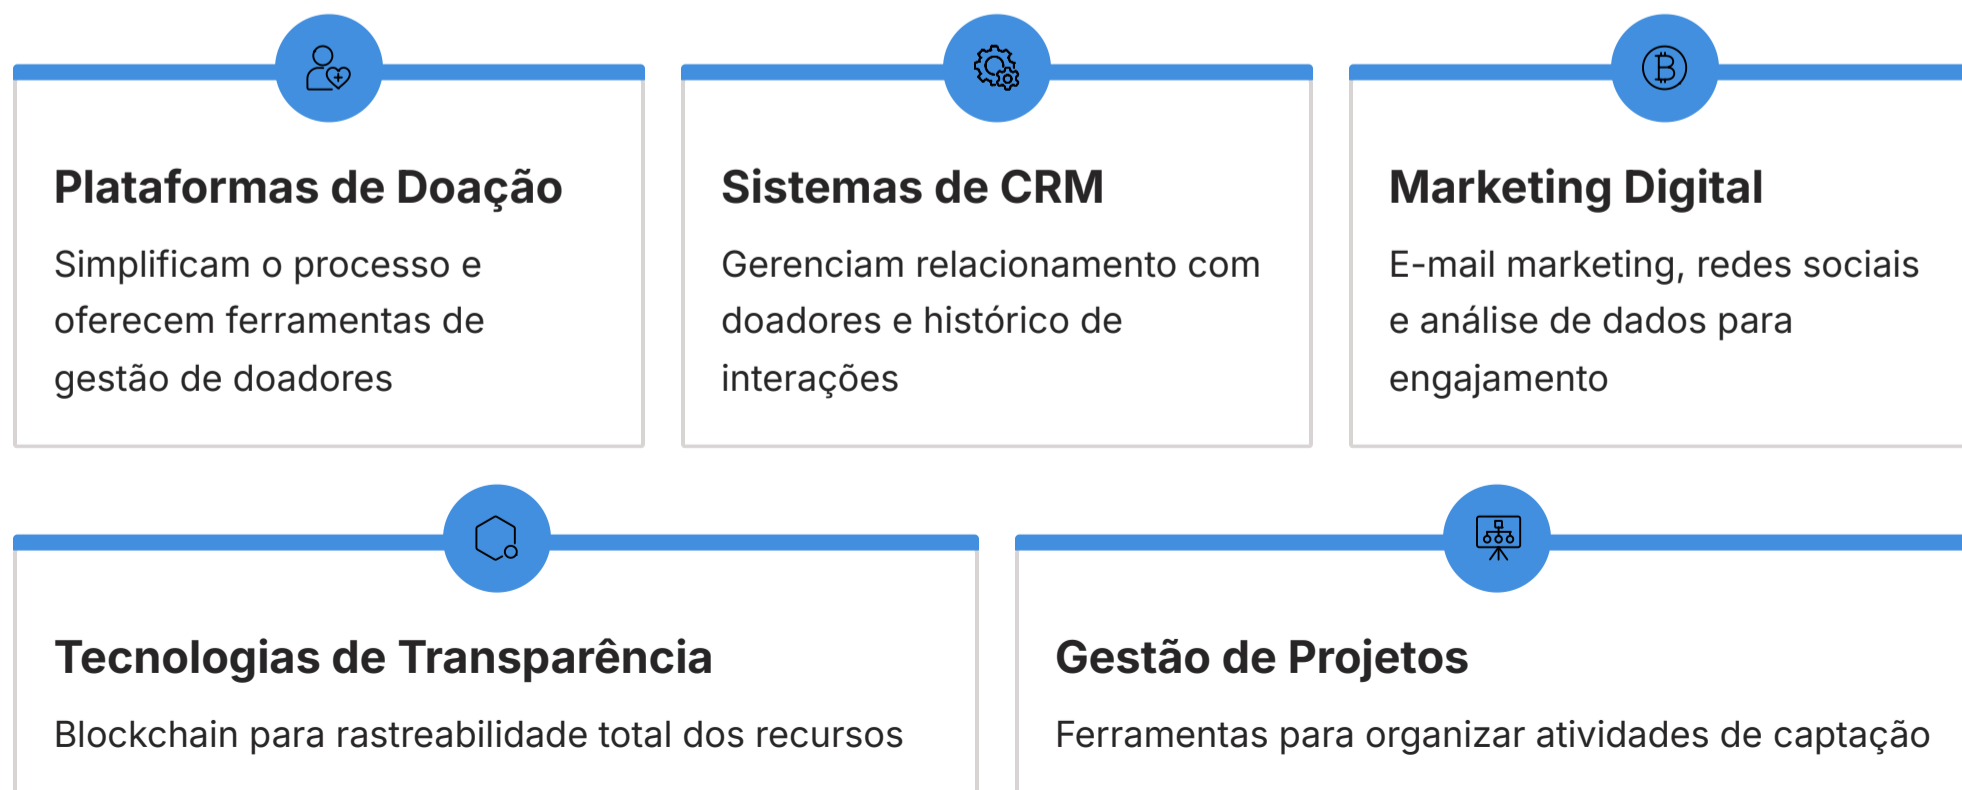 Plataformas de Doação
Simplificam o processo e
oferecem ferramentas de
gestão de doadores
Sistemas de CRM
Gerenciam relacionamento com
doadores e histórico de
interações
Marketing Digital
E-mail marketing, redes sociais
e análise de dados para
engajamento
Tecnologias de Transparência
Blockchain para rastreabilidade total dos recursos
Gestão de Projetos
Ferramentas para organizar atividades de captação